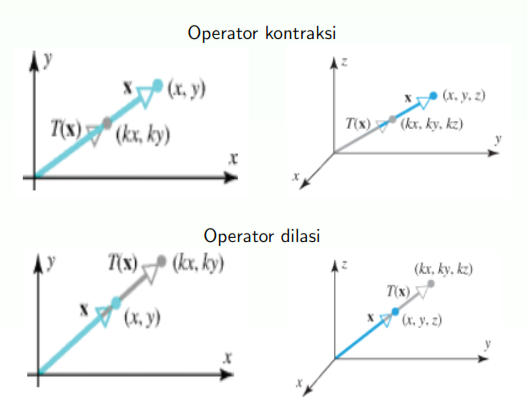 Operator kontraksi
y
x (x, y)
T(x) (kx, ky)
x
z
x (x, y, z)
T(x) (kx, ky, kz)
y
x
Operator dilasi
y T(x) (kx, ky)
x (x, y)
x
z
(kx, ky, kz)
T(x)
x (x, y, z)
y
x